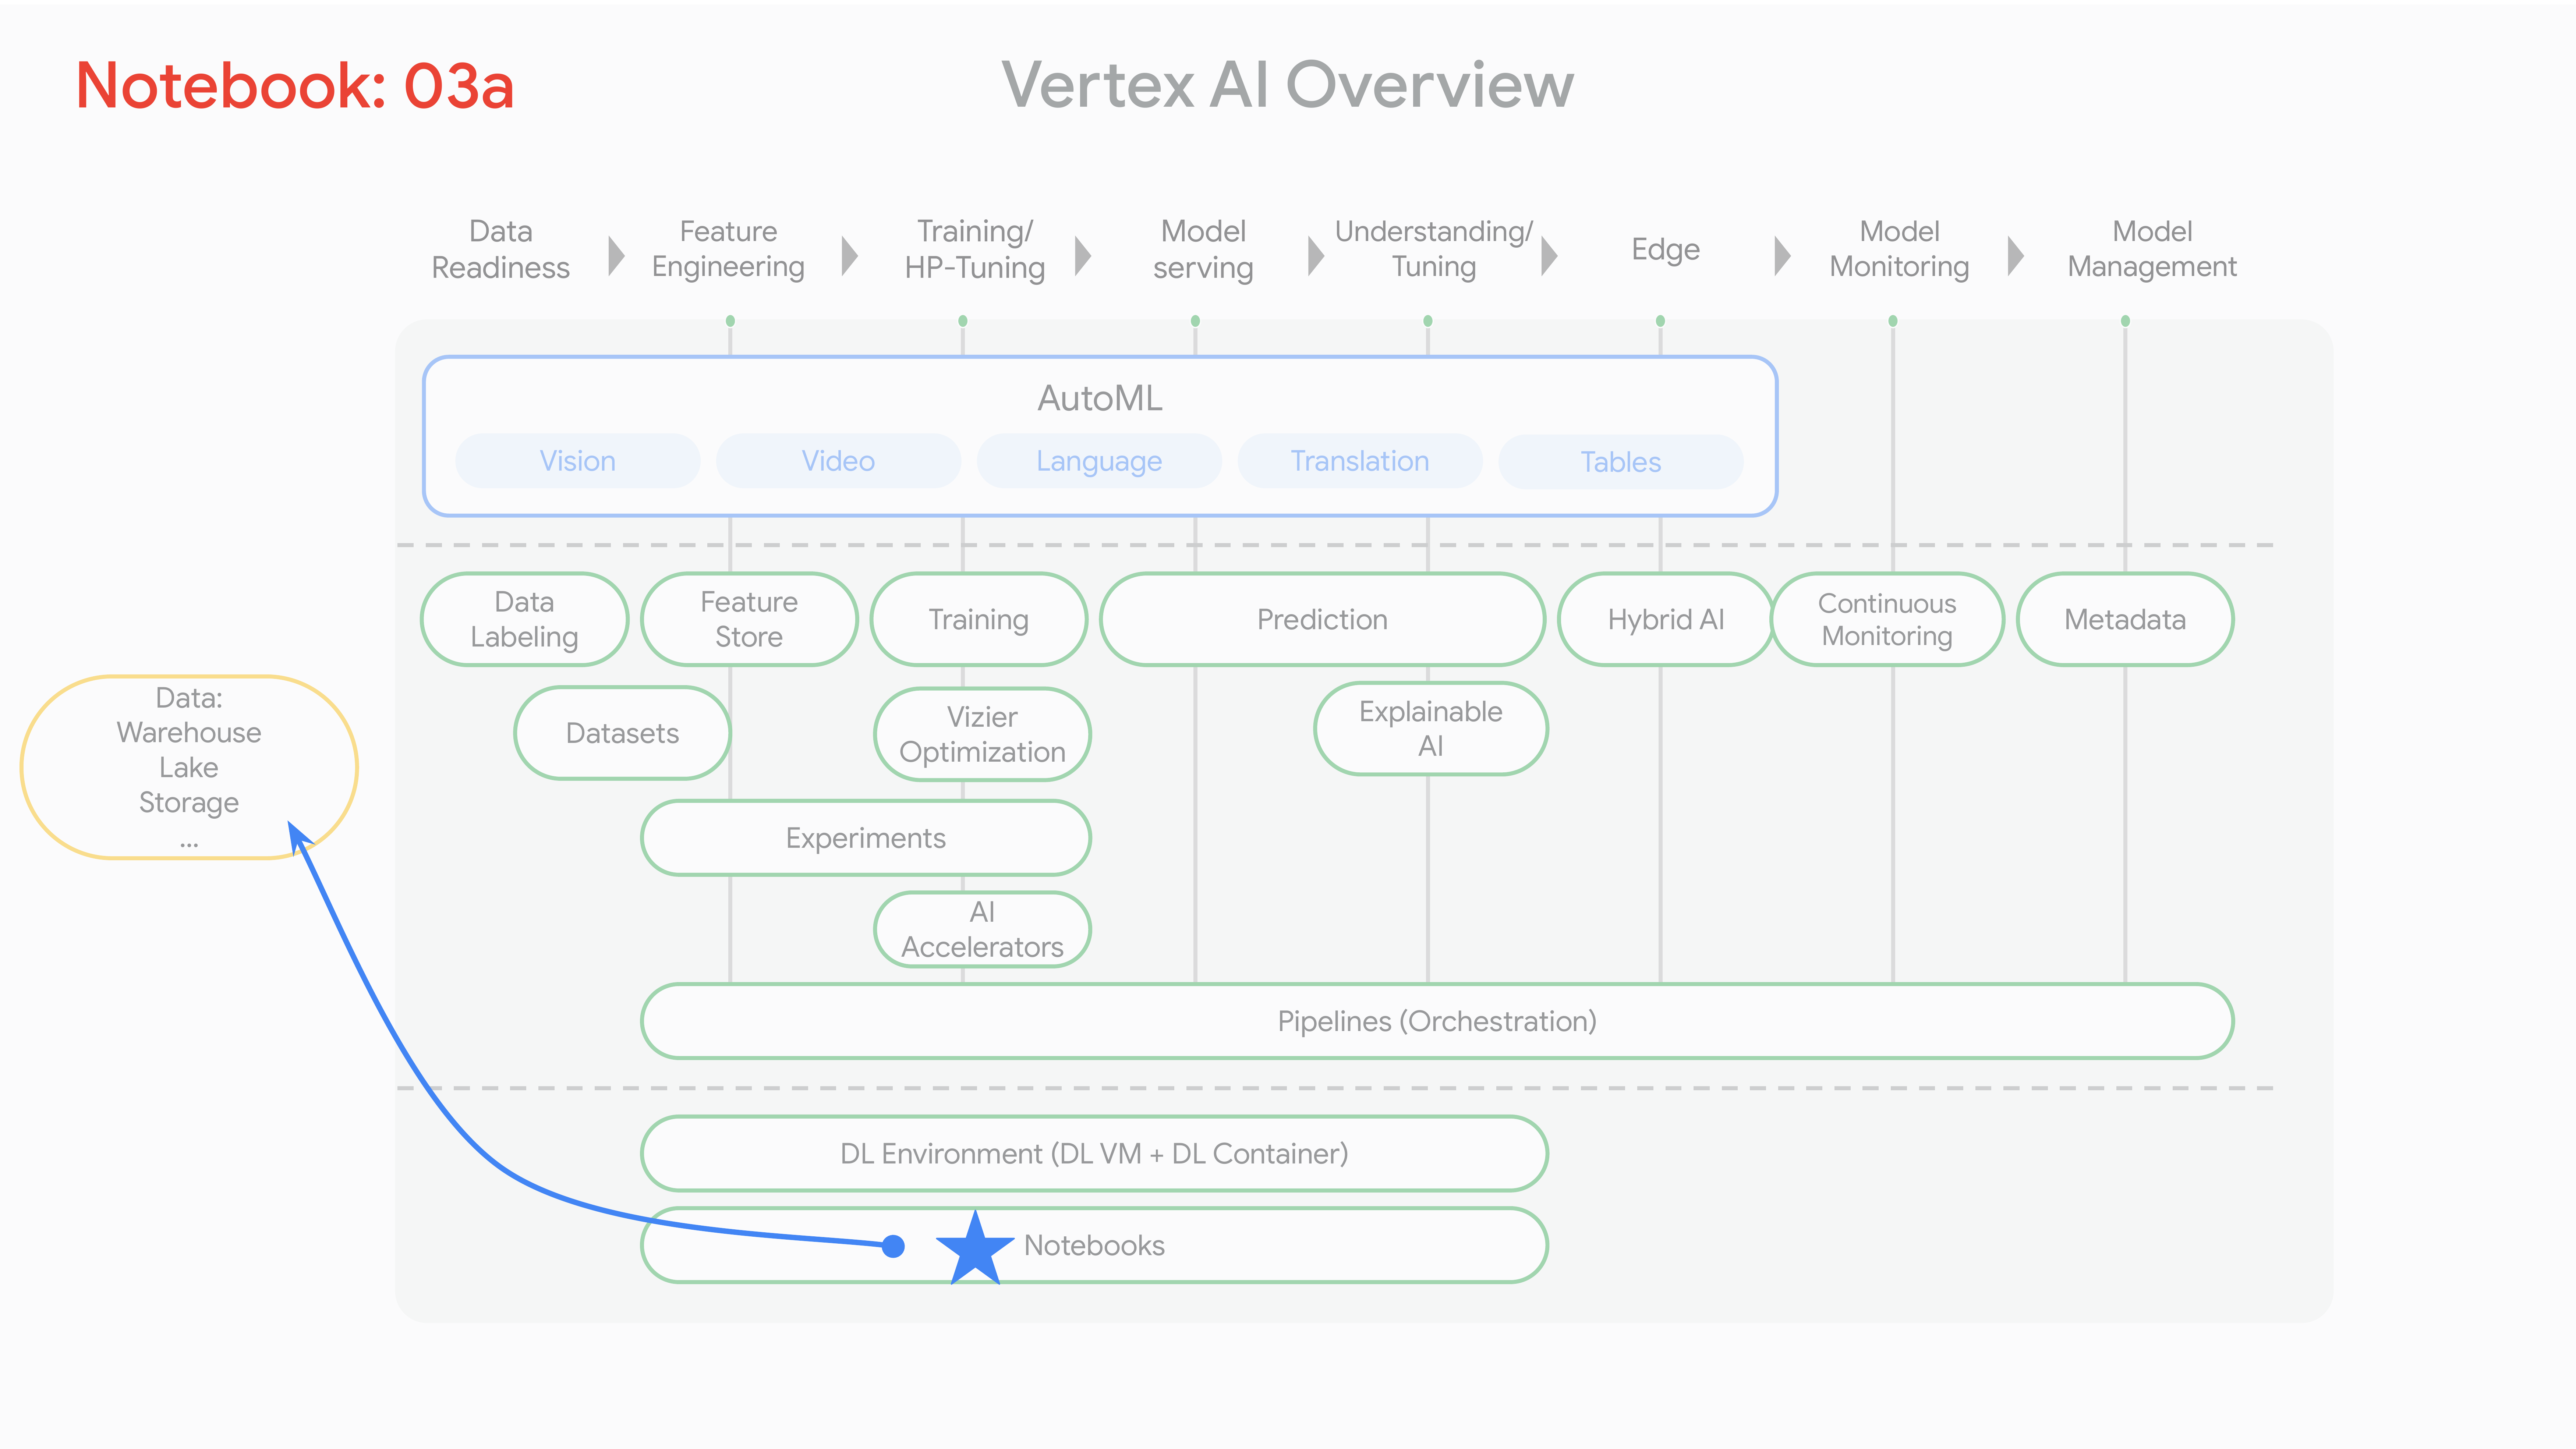 Notebook: 03a
Vertex AI Overview
Data
Readiness
Feature
Engineering
Training/
HP-Tuning
Model
serving
Understanding/
Tuning
Edge
Model
Monitoring
Model
Management
AutoML
Vision
Video
Language
Translation
Tables
Data
Labeling
Feature
Store
Training
Prediction
Hybrid AI
Continuous
Monitoring
Metadata
Data:
Warehouse
Lake
Storage
...
Datasets
Vizier
Optimization
Explainable
AI
Experiments
AI
Accelerators
Pipelines (Orchestration)
DL Environment (DL VM + DL Container)
Notebooks